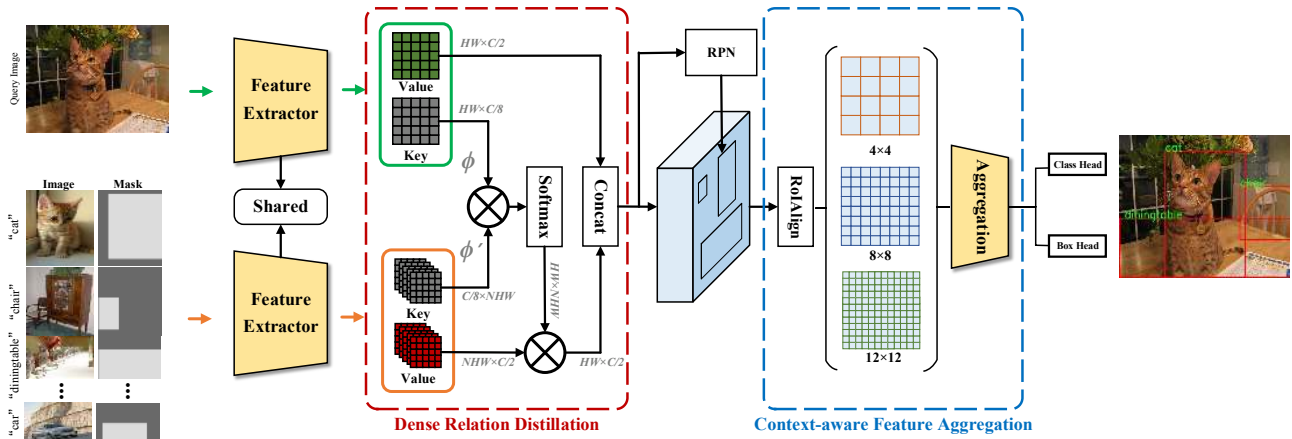 Query Image
Feature
Extractor
Shared
Image
Mask
"cat"
"chair"
"diningtable"
"car"
Feature
Extractor
Value
HW×C/2
Key
HW×C/8
ϕ
ϕ′
Softmax
Concat
Key
C/8×NHW
Value
NHW×C/2
HW×NHW
HW×C/2
Dense Relation Distillation
RPN
RoIAlign
4×4
8×8
12×12
Aggregation
Class Head
Box Head
Context-aware Feature Aggregation
cat
diningtable